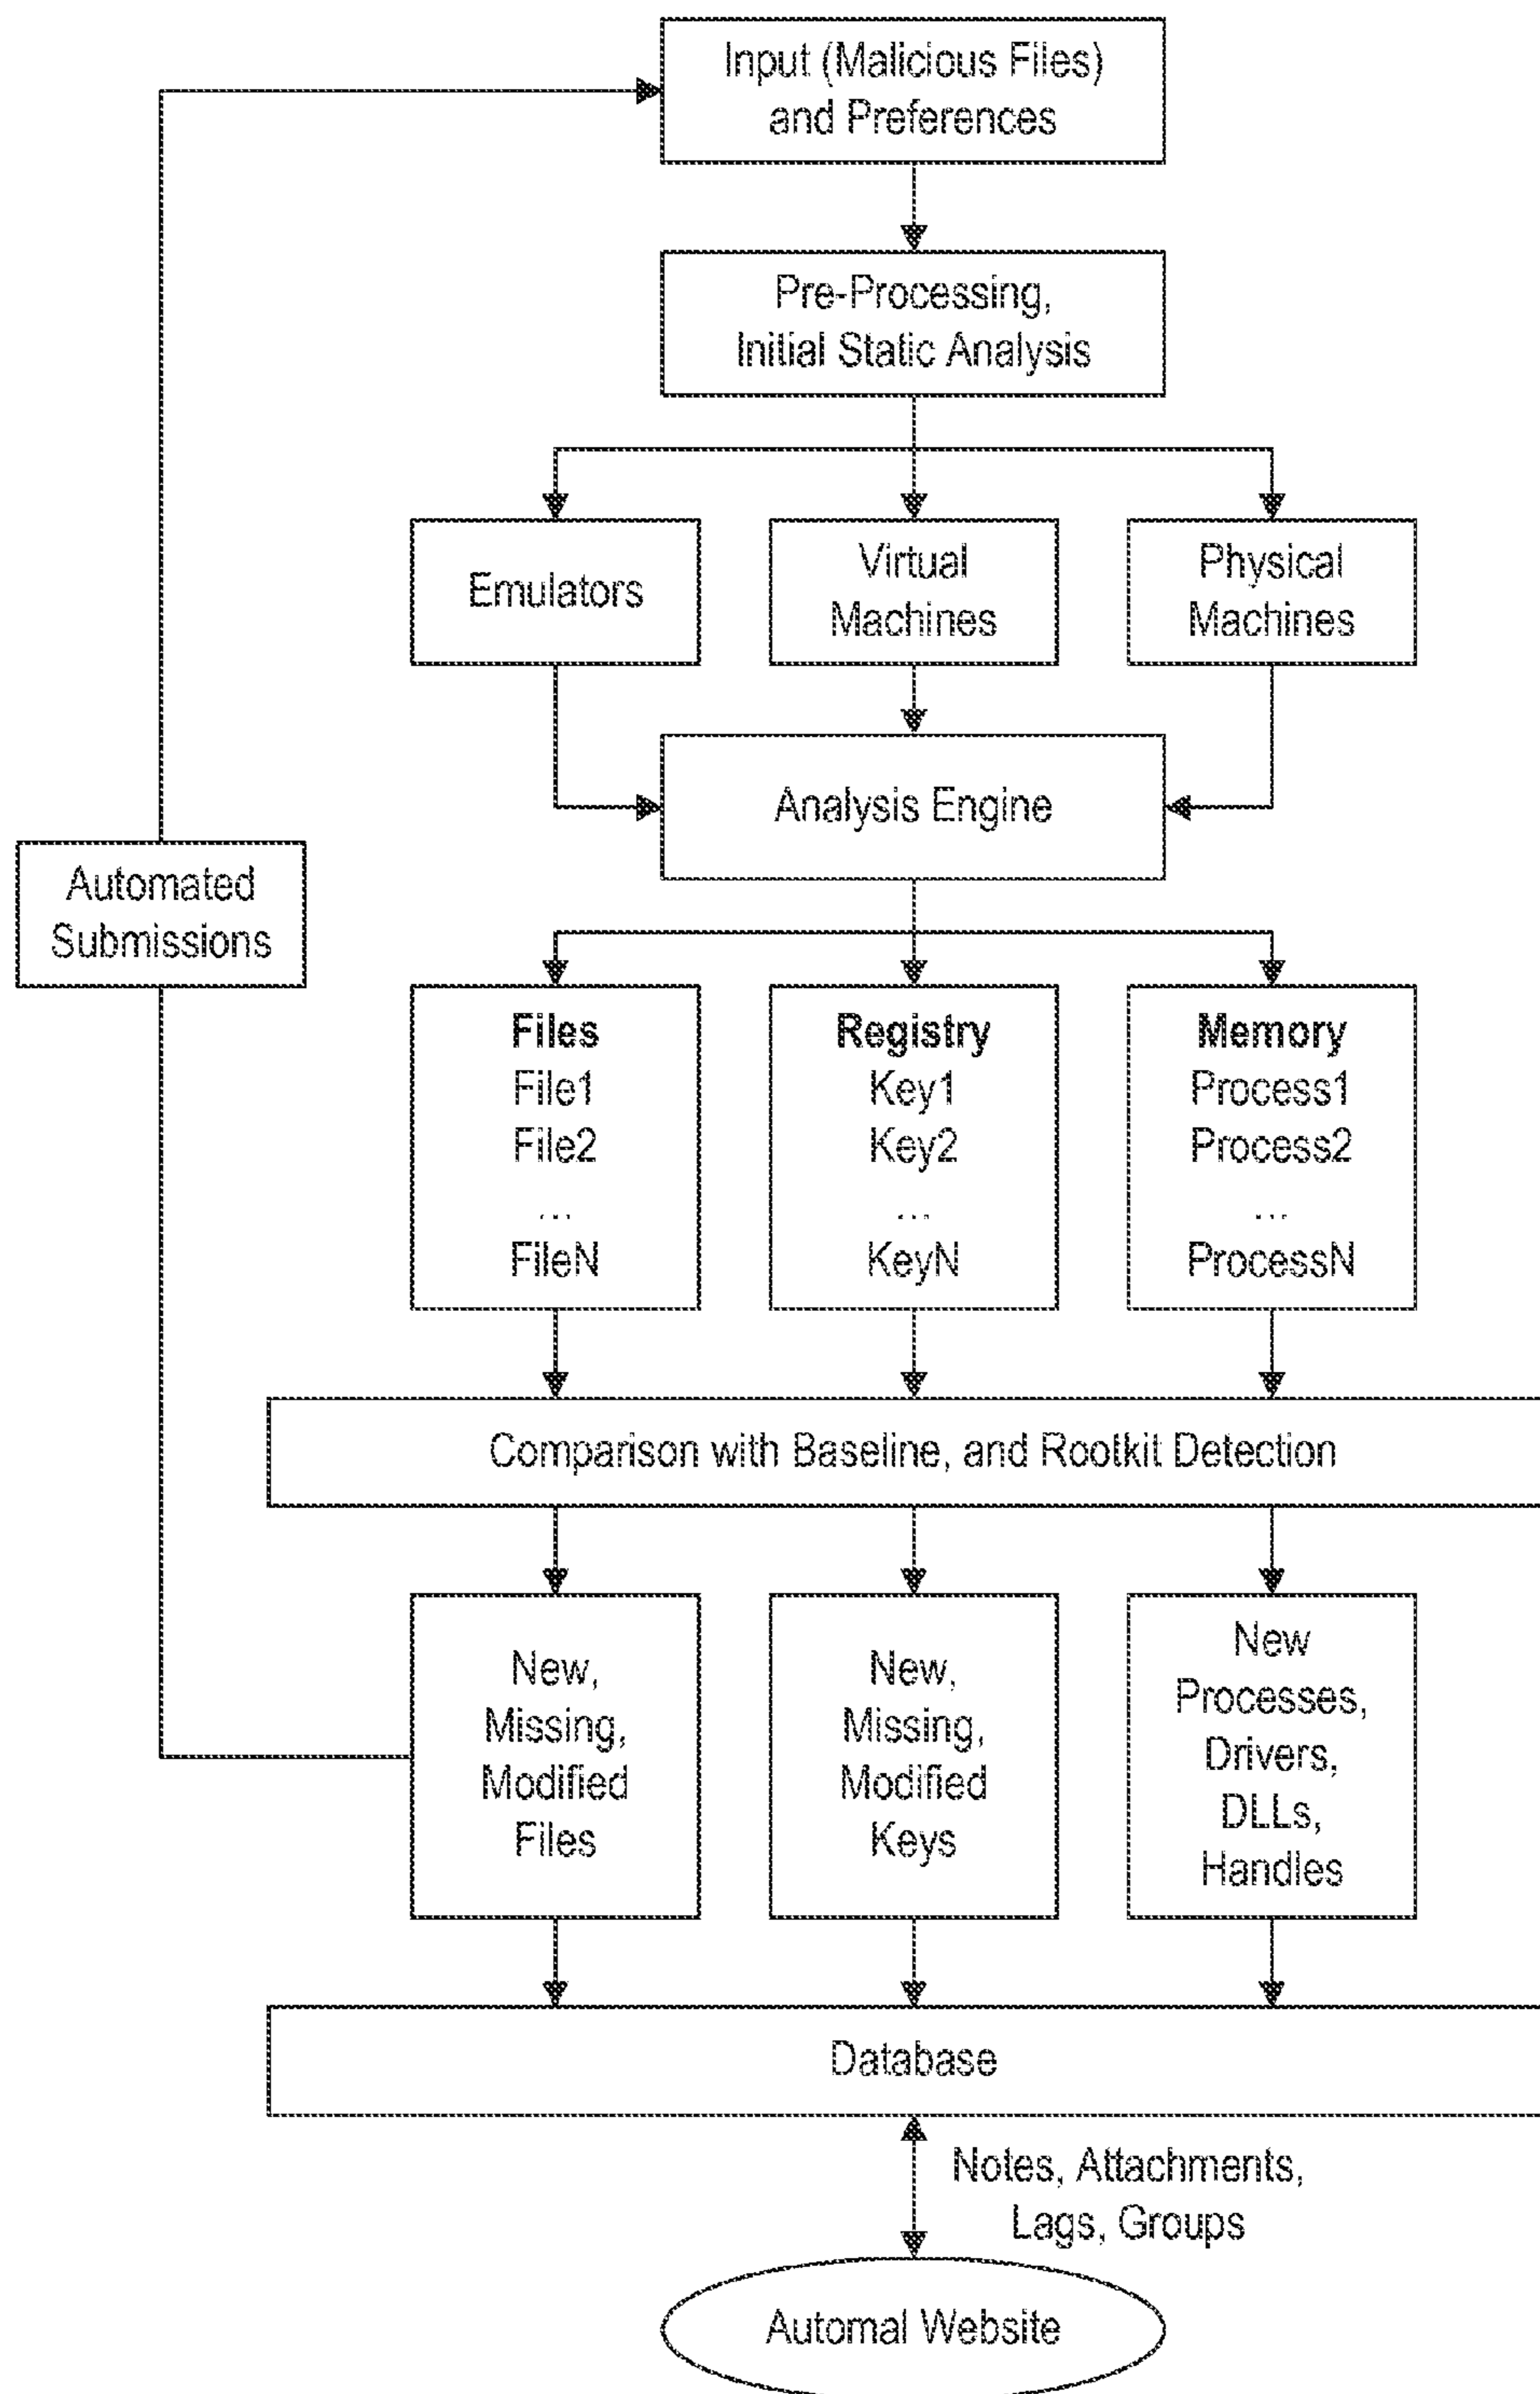 Input (Malicious Files)
and Preferences
Pre-Processing,
Initial Static Analysis
Emulators
Virtual
Machines
Physical
Machines
Analysis Engine
Automated
Submissions
Files
File1
File2
...
FileN
Registry
Key1
Key2
...
KeyN
Memory
Process1
Process2
...
ProcessN
Comparison with Baseline, and Rootkit Detection
New,
Missing,
Modified
Files
New,
Missing,
Modified
Keys
New
Processes,
Drivers,
DLLs,
Handles
Database
Notes, Attachments,
Lags, Groups
Automal Website